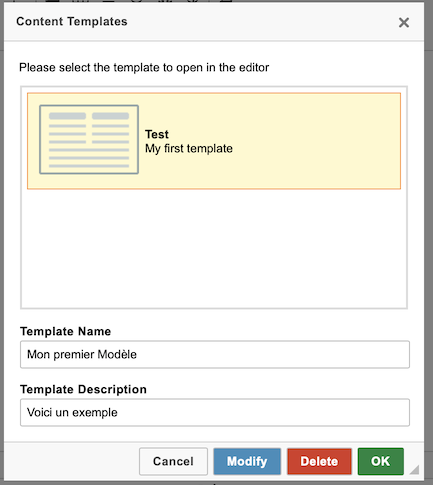 Content Templates
Please select the template to open in the editor
Test
My first template
Template Name
Mon premier Modèle
Template Description
Voici un exemple
Cancel
Modify
Delete
OK